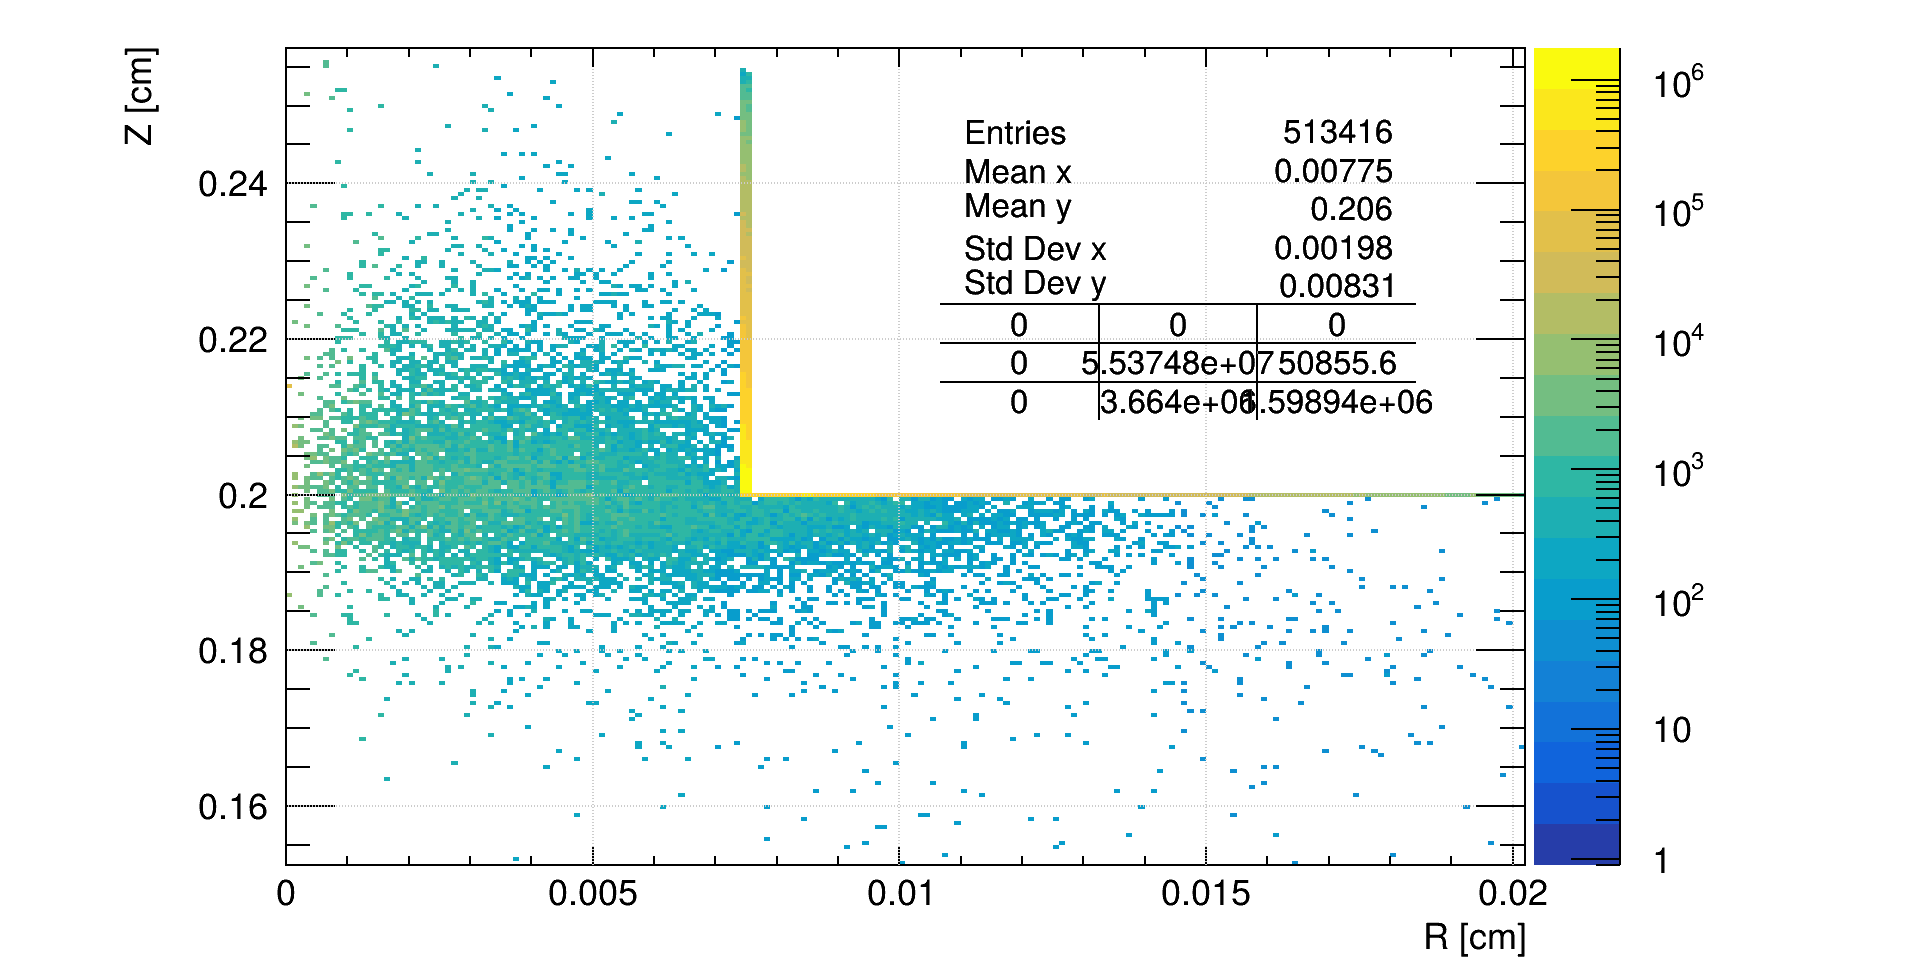 Z [cm]
0.24
0.22
0.2
0.18
0.16
Entries 513416
Mean x 0.00775
Mean y 0.206
Std Dev x 0.00198
Std Dev y 0.00831
0 0 0
0 5.53748e+07 50855.6
0 3.664e+06 .59894e+06
10^6
10^5
10^4
10^3
10^2
10
1
0 0.005 0.01 0.015 0.02
R [cm]